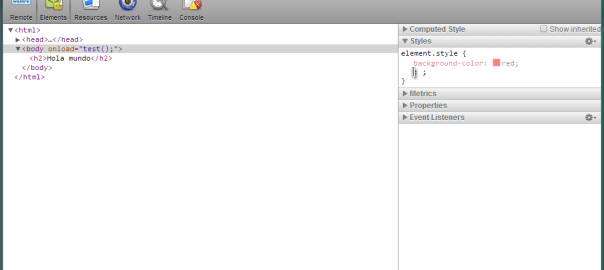 Remote Elements Resources Network Timeline Console
<html>
<head>…</head>
<body onload="test();">
<h2>Hola mundo</h2>
</body>
</html>
Computed Style Show inherited
Styles
element.style {
background-color: red;
: ;
}
Metrics
Properties
Event Listeners